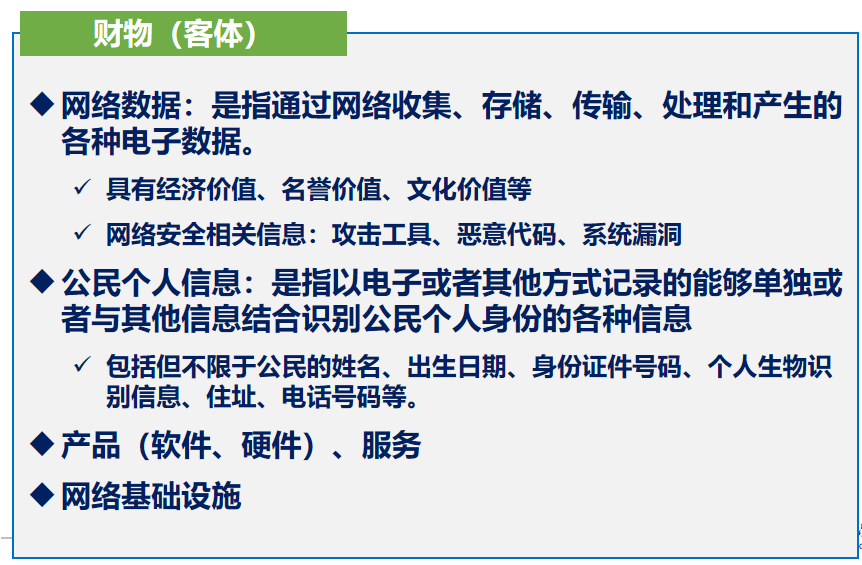 财物（客体）
网络数据：是指通过网络收集、存储、传输、处理和产生的
各种电子数据。
具有经济价值、名誉价值、文化价值等
网络安全相关信息：攻击工具、恶意代码、系统漏洞
公民个人信息：是指以电子或者其他方式记录的能够单独或
者与其他信息结合识别公民个人身份的各种信息
包括但不限于公民的姓名、出生日期、身份证件号码、个人生物识
别信息、住址、电话号码等。
产品（软件、硬件）、服务
网络基础设施